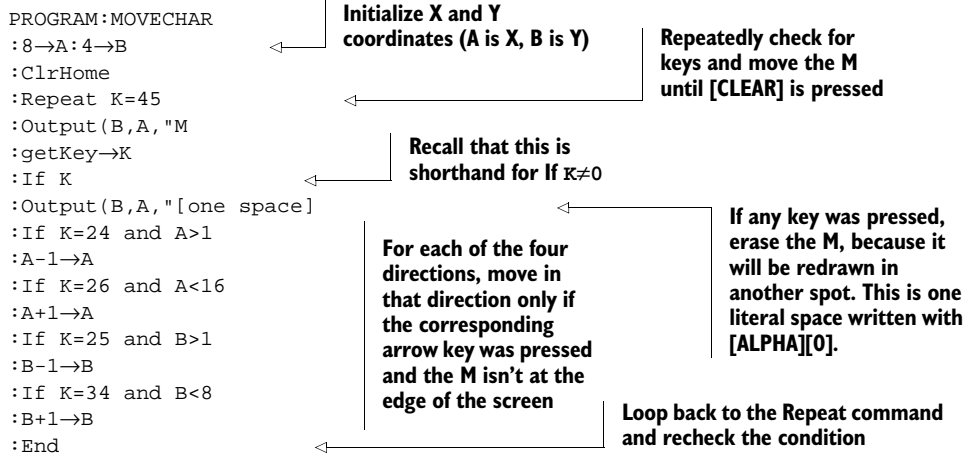 PROGRAM:MOVECHAR
:8→A:4→B
:ClrHome
:Repeat K=45
:Output(B,A,"M
:getKey→K
:If K
:Output(B,A,"[one space]
:If K=24 and A>1
:A-1→A
:If K=26 and A<16
:A+1→A
:If K=25 and B>1
:B-1→B
:If K=34 and B<8
:B+1→B
:End
Initialize X and Y
coordinates (A is X, B is Y)
Repeatedly check for
keys and move the M
until [CLEAR] is pressed
Recall that this is
shorthand for If K≠0
If any key was pressed,
erase the M, because it
will be redrawn in
another spot. This is one
literal space written with
[ALPHA][0].
For each of the four
directions, move in
that direction only if
the corresponding
arrow key was pressed
and the M isn't at the
edge of the screen
Loop back to the Repeat command
and recheck the condition